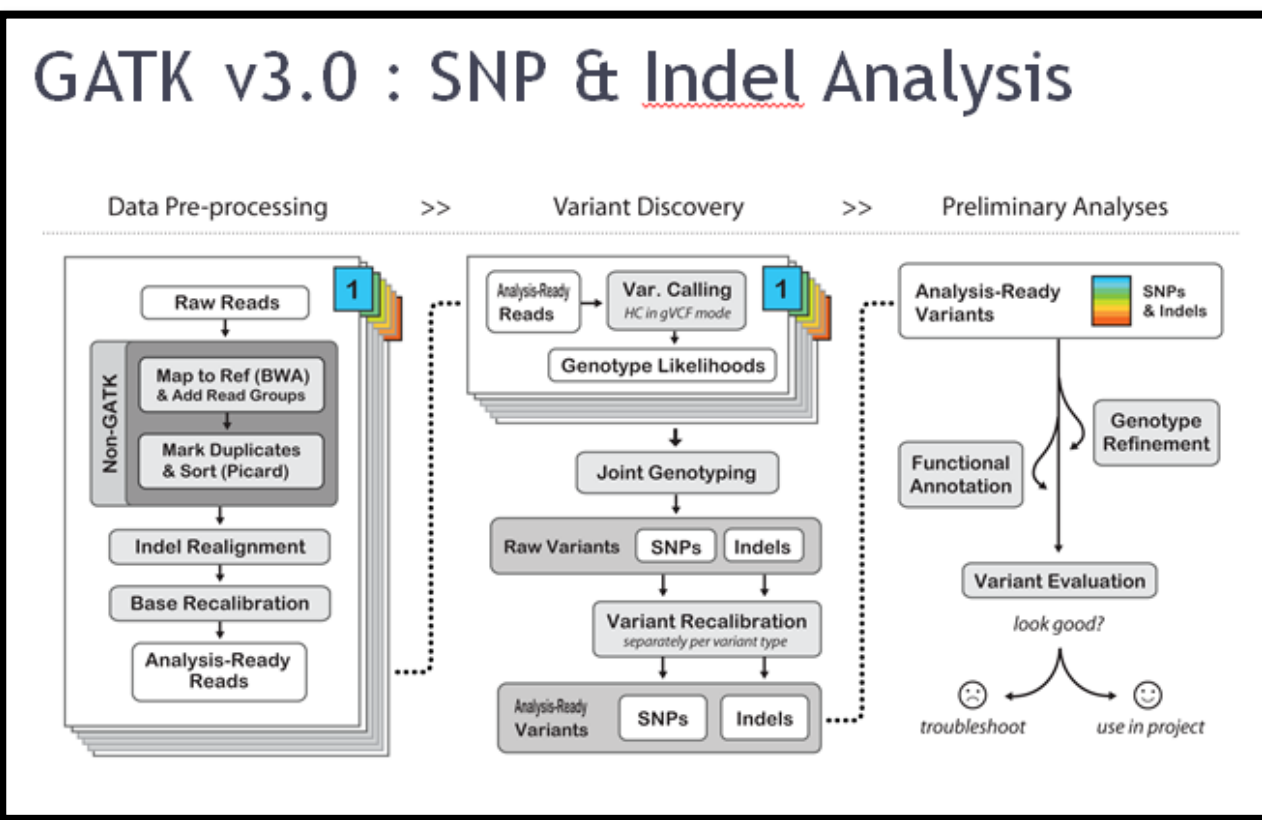 GATK v3.0 : SNP & Indel Analysis
Data Pre-processing >> Variant Discovery >> Preliminary Analyses
1
Raw Reads
Non-GATK
Map to Ref (BWA)
& Add Read Groups
Mark Duplicates
& Sort (Picard)
Indel Realignment
Base Recalibration
Analysis-Ready
Reads
1
Analysis-Ready
Reads
Var. Calling
HC in gVCF mode
Genotype Likelihoods
Joint Genotyping
Raw Variants SNPs Indels
Variant Recalibration
separately per variant type
Analysis-Ready
Variants
SNPs Indels
Analysis-Ready
Variants
SNPs
& Indels
Genotype
Refinement
Functional
Annotation
Variant Evaluation
look good?
troubleshoot use in project